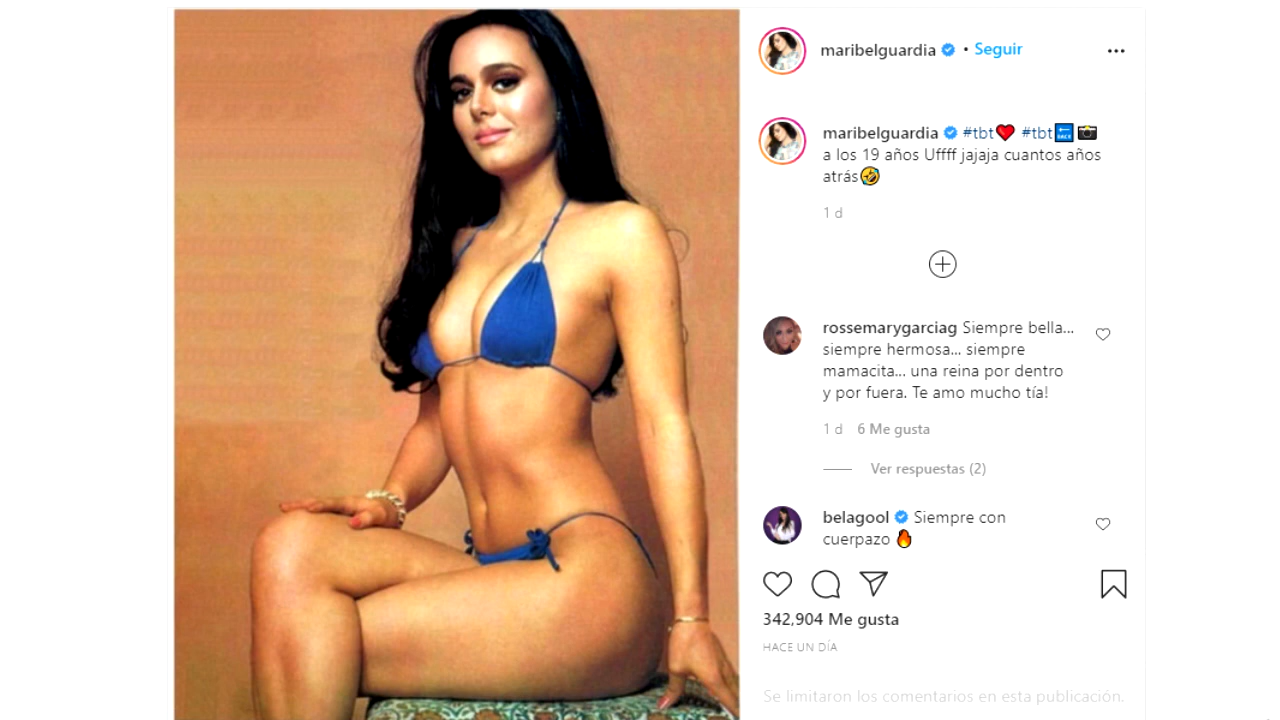 maribelguardia • Seguir
maribelguardia #tbt❤️ #tbt🔙📷
a los 19 años Uffff jajaja cuantos años
atrás🤣
1 d
rossemarygarciag Siempre bella...
siempre hermosa... siempre
mamacita... una reina por dentro
y por fuera. Te amo mucho tía!
1 d 6 Me gusta
Ver respuestas (2)
belagool Siempre con
cuerpazo 🔥
342,904 Me gusta
HACE UN DÍA
Se limitaron los comentarios en esta publicación.